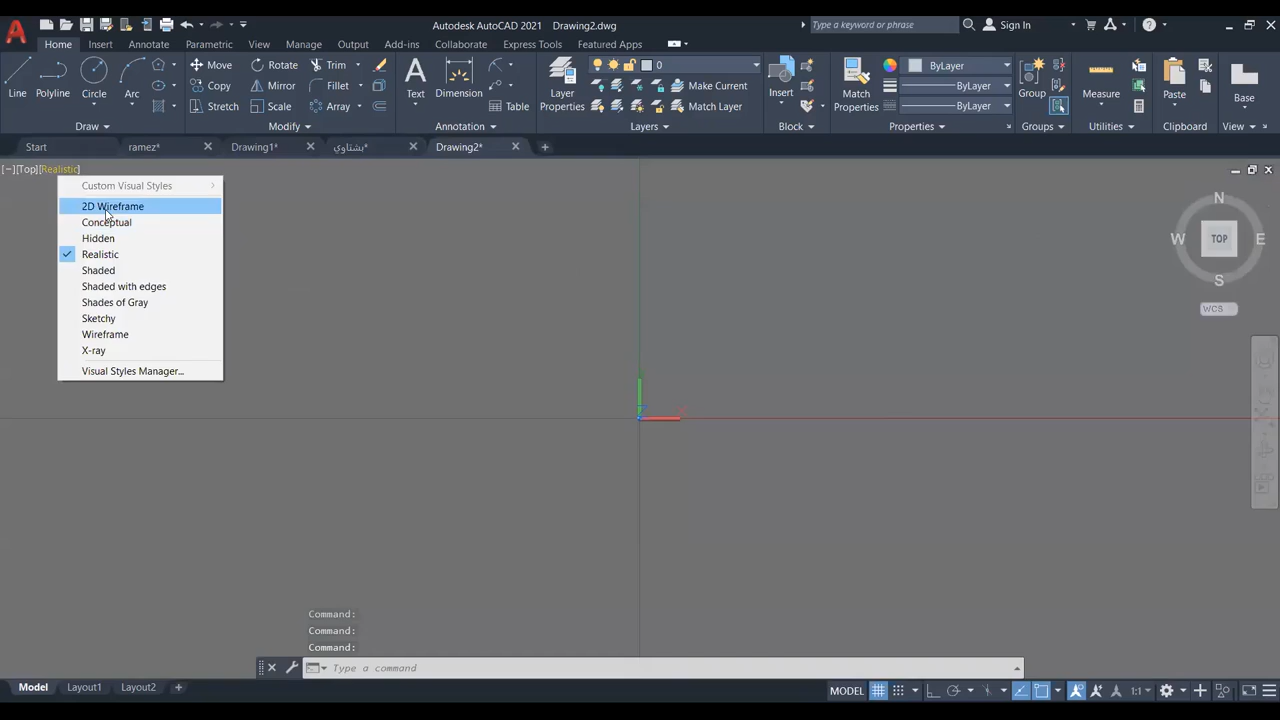 Autodesk AutoCAD 2021 Drawing2.dwg
Type a keyword or phrase
Sign In
Home Insert Annotate Parametric View Manage Output Add-ins Collaborate Express Tools Featured Apps
Line
Polyline
Circle
Arc
Move
Rotate
Trim
Copy
Mirror
Fillet
Stretch
Scale
Array
Text
Dimension
Table
Layer
Properties
0
Make Current
Match Layer
Insert
Match
Properties
ByLayer
ByLayer
ByLayer
Group
Measure
Paste
Base
Draw
Modify
Annotation
Layers
Block
Properties
Groups
Utilities
Clipboard
View
Start
ramez*
Drawing1*
بشتاوي*
Drawing2*
[−][Top][Realistic]
Custom Visual Styles
2D Wireframe
Conceptual
Hidden
Realistic
Shaded
Shaded with edges
Shades of Gray
Sketchy
Wireframe
X-ray
Visual Styles Manager...
N
W
TOP
E
S
WCS
Command:
Command:
Command:
Type a command
Model
Layout1
Layout2
MODEL
1:1